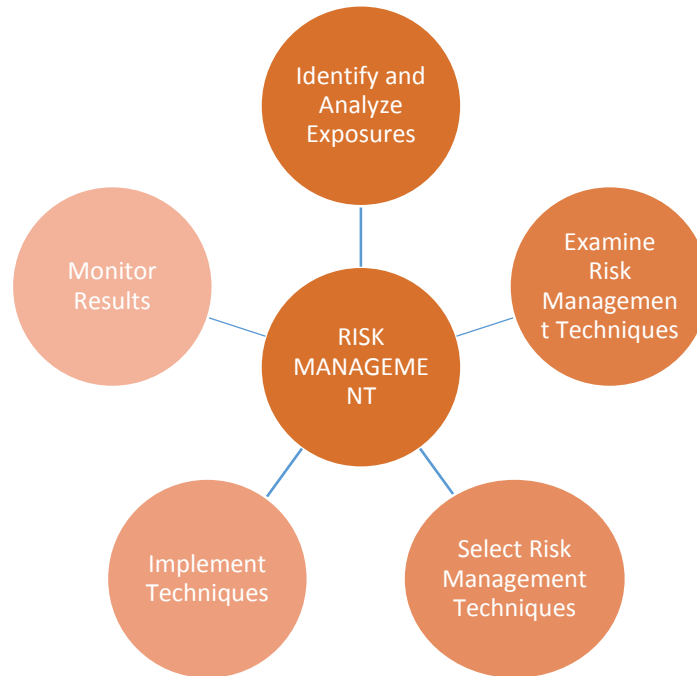 Identify and
Analyze
Exposures
Examine
Risk
Managemen
t Techniques
Select Risk
Management
Techniques
Implement
Techniques
Monitor
Results
RISK
MANAGEME
NT